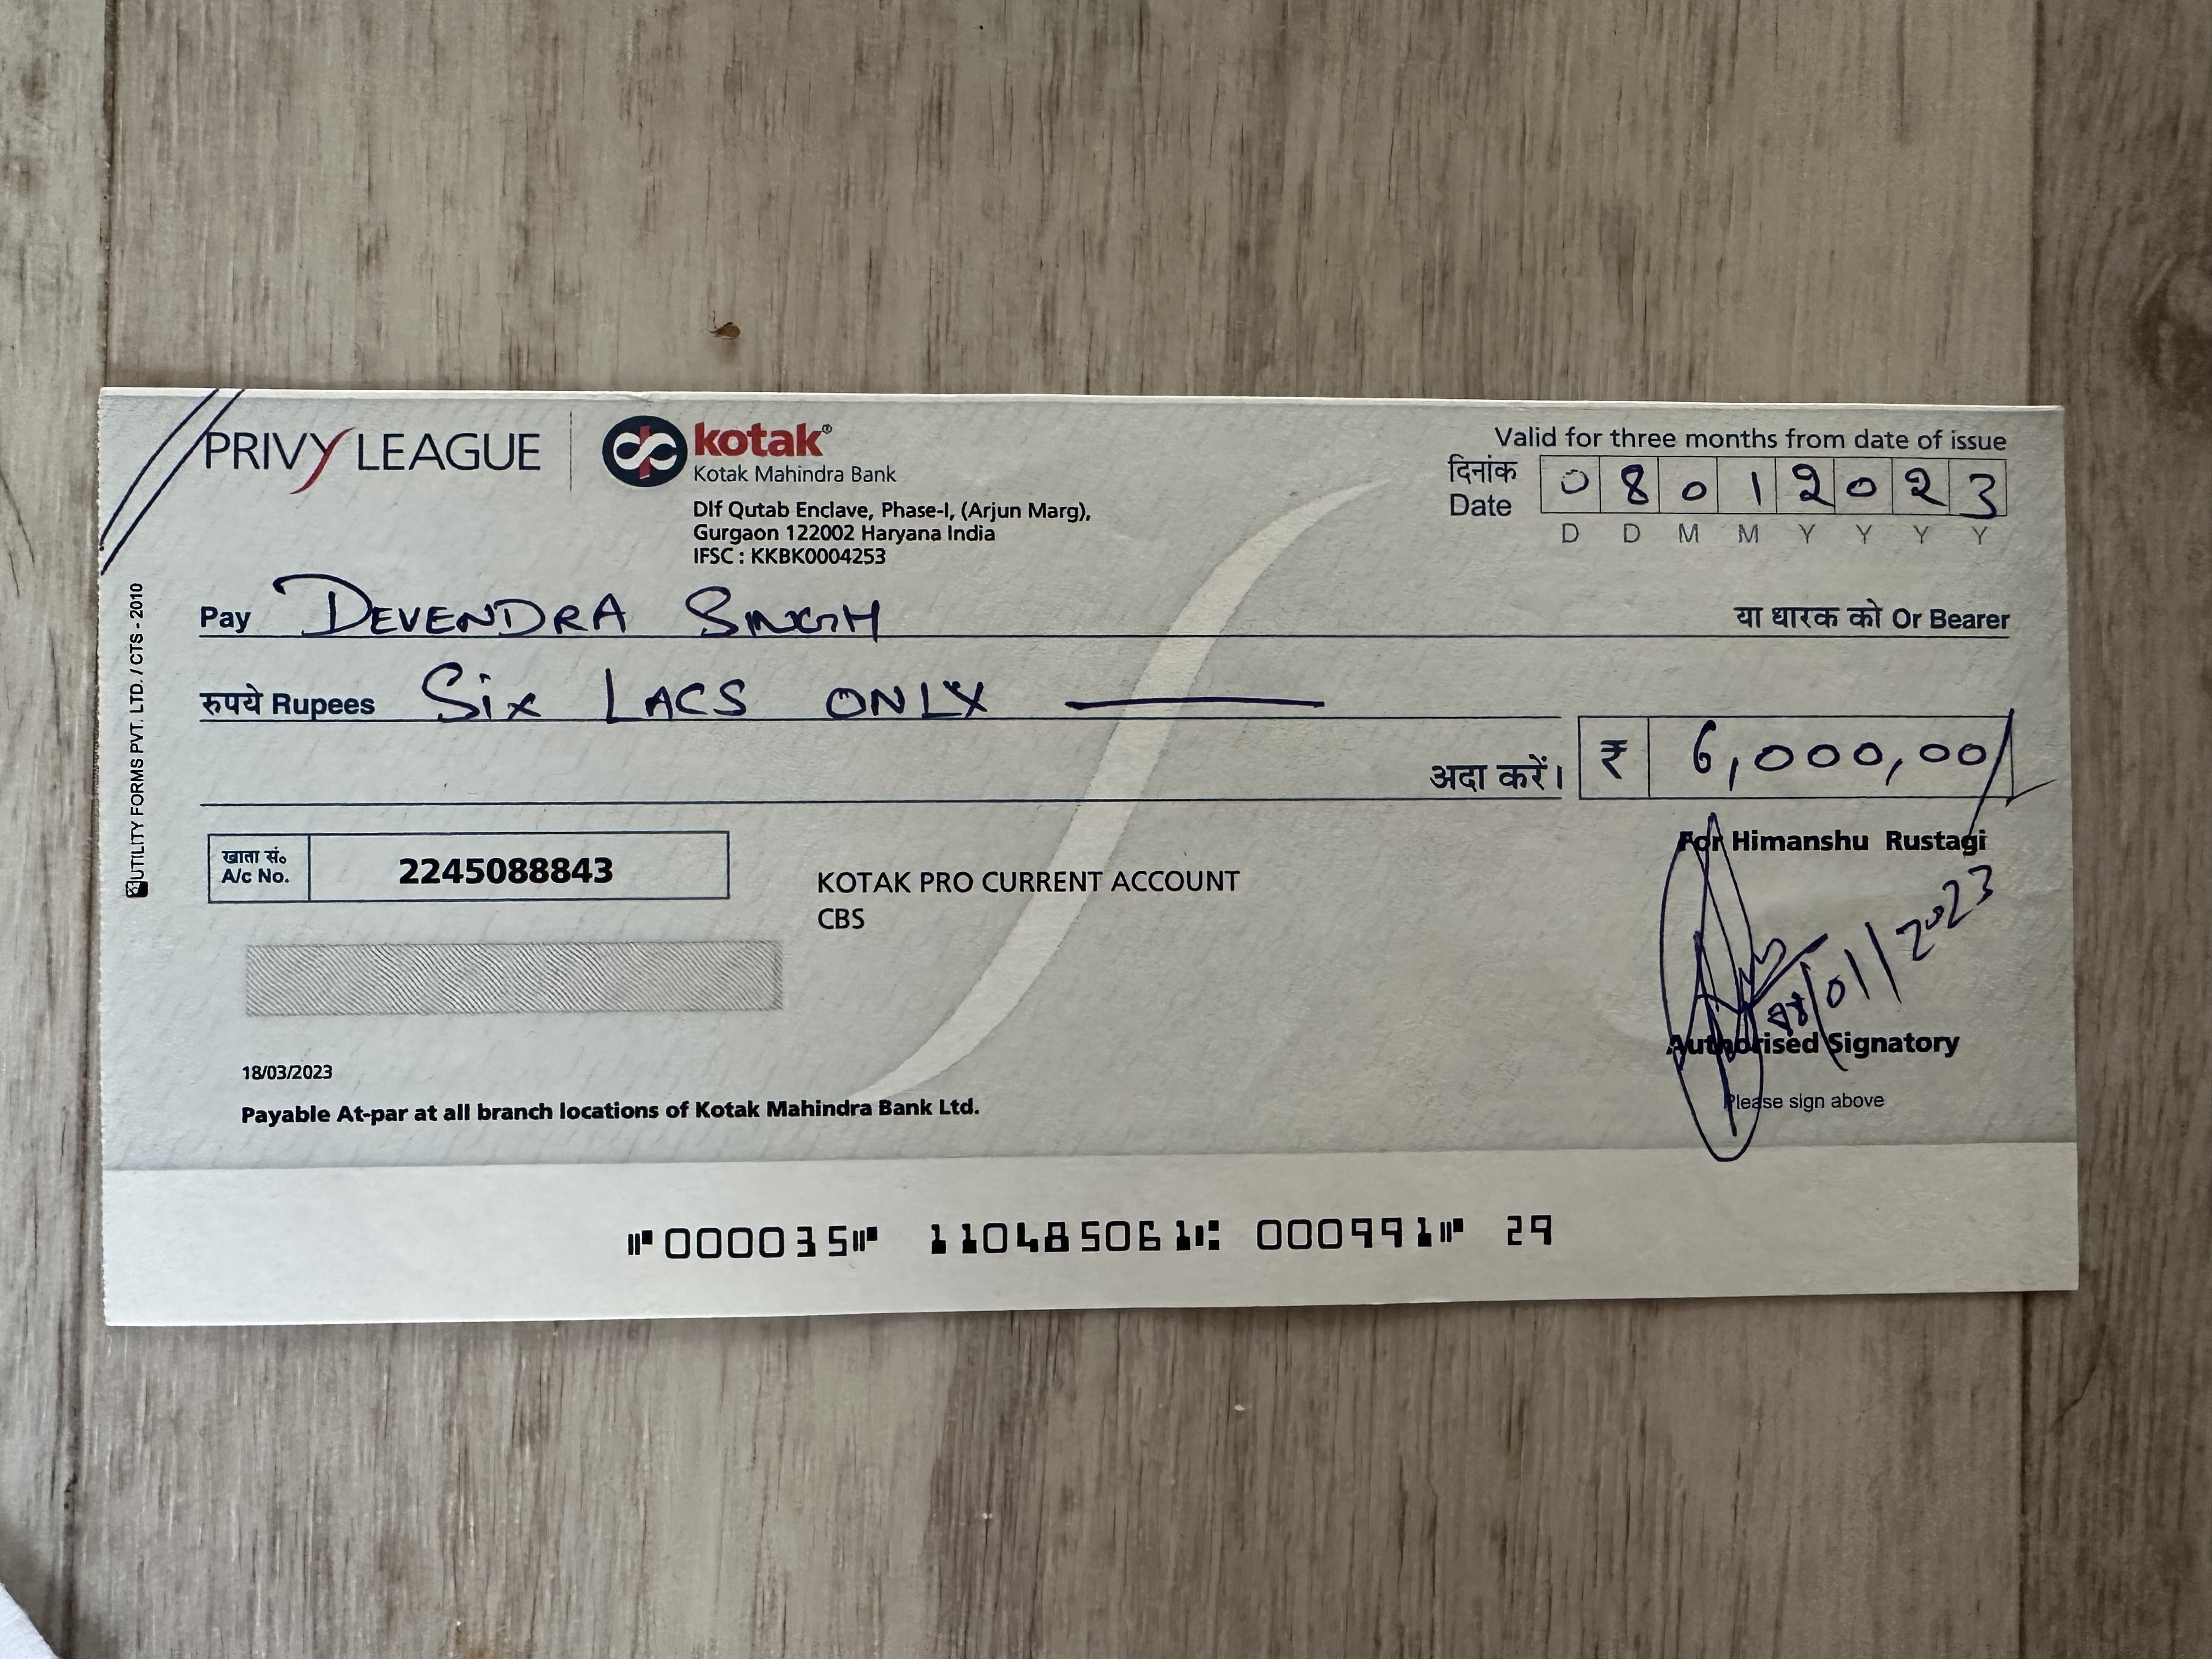 PRIVY LEAGUE
kotak®
Kotak Mahindra Bank
Dlf Qutab Enclave, Phase-I, (Arjun Marg),
Gurgaon 122002 Haryana India
IFSC : KKBK0004253
Valid for three months from date of issue
दिनांक
Date 0 8 0 1 2 0 2 3
D D M M Y Y Y Y
Pay DEVENDRA SINGH या धारक को Or Bearer
रुपये Rupees Six LACS ONLY
अदा करें। ₹ 6,000,00/
खाता सं०
A/c No. 2245088843
KOTAK PRO CURRENT ACCOUNT
CBS
For Himanshu Rustagi
08/01/2023
Authorised Signatory
Please sign above
18/03/2023
Payable At-par at all branch locations of Kotak Mahindra Bank Ltd.
⑈000035⑈ 110485061⑆ 000991⑈ 29
UTILITY FORMS PVT. LTD. / CTS - 2010